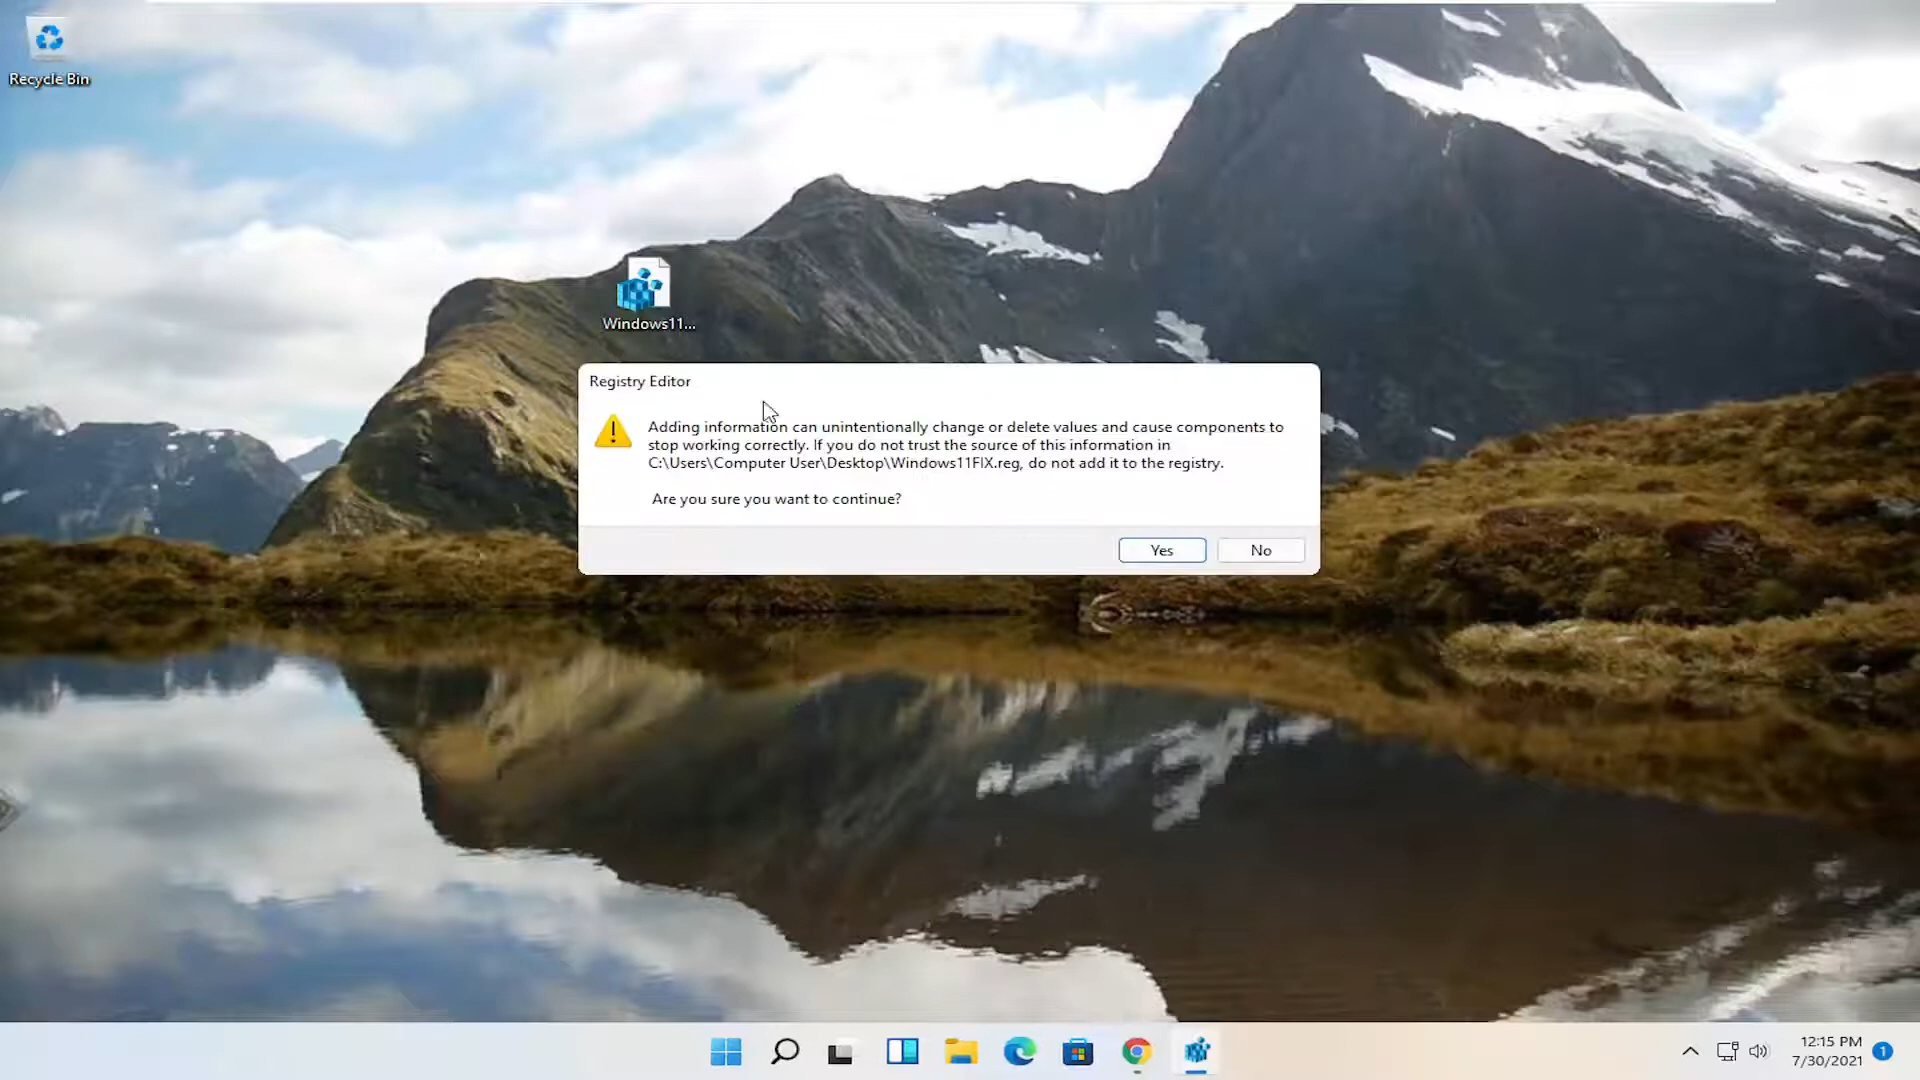 Recycle Bin
Windows11...
Registry Editor
Adding information can unintentionally change or delete values and cause components to
stop working correctly. If you do not trust the source of this information in
C:\Users\Computer User\Desktop\Windows11FIX.reg, do not add it to the registry.
Are you sure you want to continue?
Yes
No
12:15 PM
7/30/2021
1